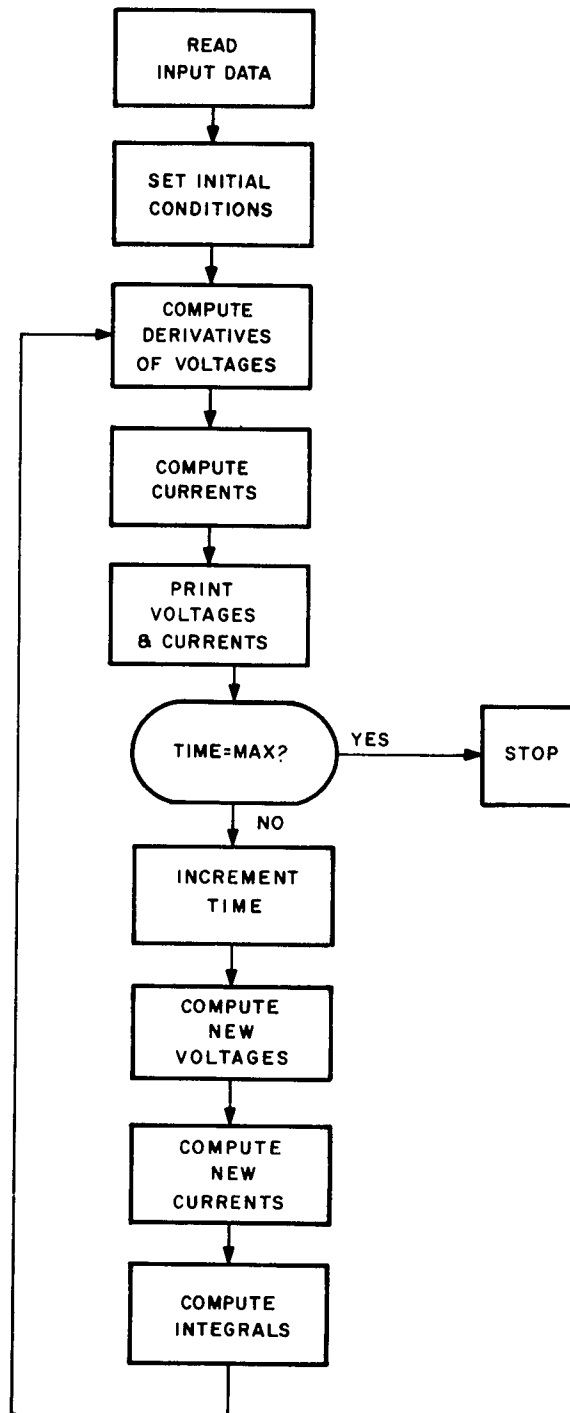 READ
INPUT DATA
SET INITIAL
CONDITIONS
COMPUTE
DERIVATIVES
OF VOLTAGES
COMPUTE
CURRENTS
PRINT
VOLTAGES
& CURRENTS
TIME=MAX?
YES
STOP
NO
INCREMENT
TIME
COMPUTE
NEW
VOLTAGES
COMPUTE
NEW
CURRENTS
COMPUTE
INTEGRALS